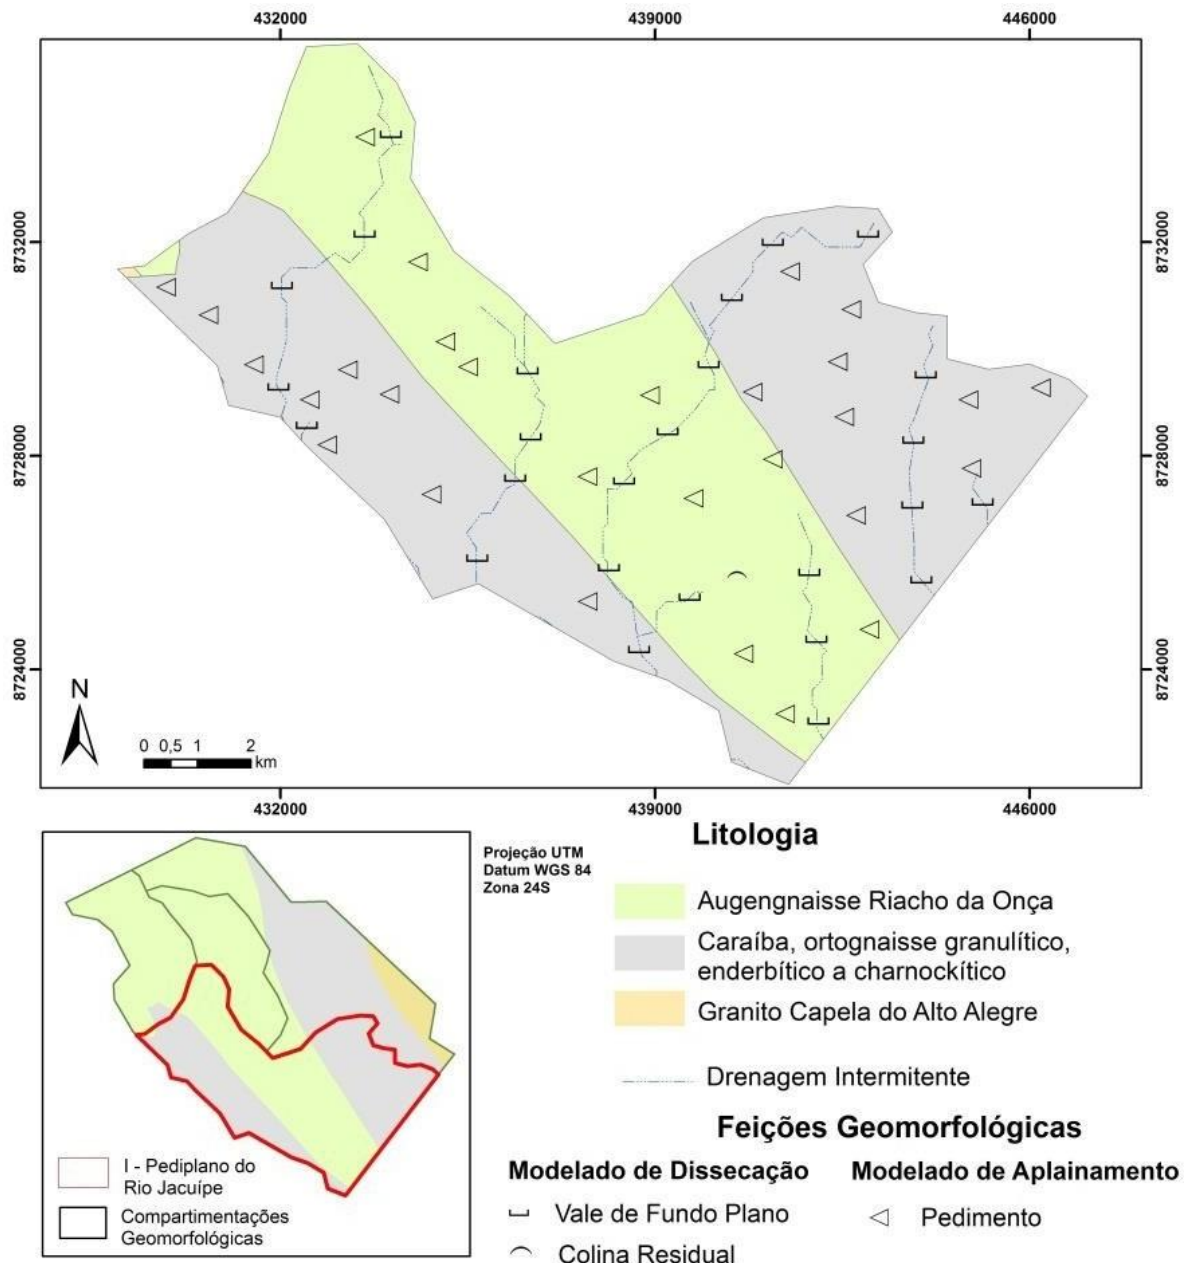 432000 439000 446000
8732000 8732000
8728000 8728000
8724000 8724000
N
0 0,5 1 2
km
432000 439000 446000
Projeção UTM
Datum WGS 84
Zona 24S
I - Pediplano do
Rio Jacuípe
Compartimentações
Geomorfológicas
Litologia
Augengnaisse Riacho da Onça
Caraíba, ortognaisse granulítico,
enderbítico a charnockítico
Granito Capela do Alto Alegre
Drenagem Intermitente
Feições Geomorfológicas
Modelado de Dissecação
Vale de Fundo Plano
Colina Residual
Modelado de Aplainamento
Pedimento